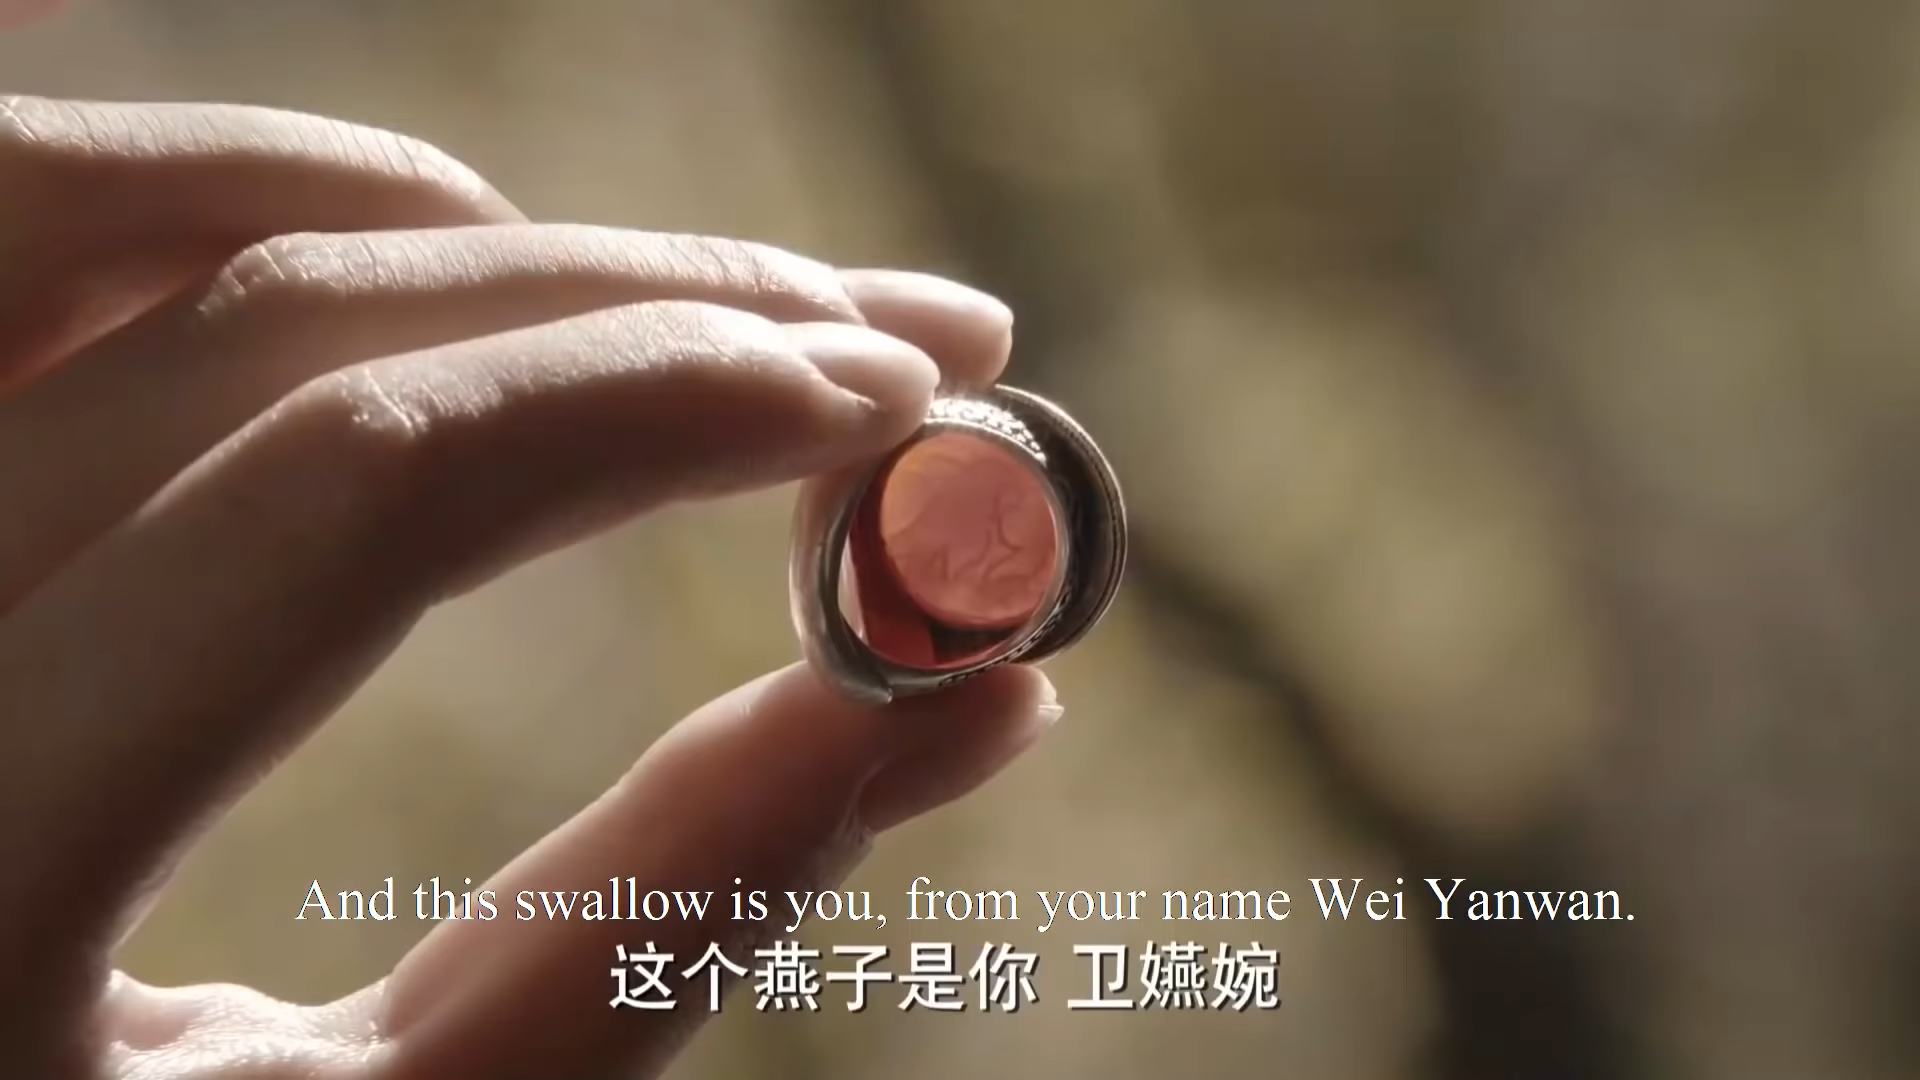 And this swallow is you, from your name Wei Yanwan.
这个燕子是你 卫嬿婉